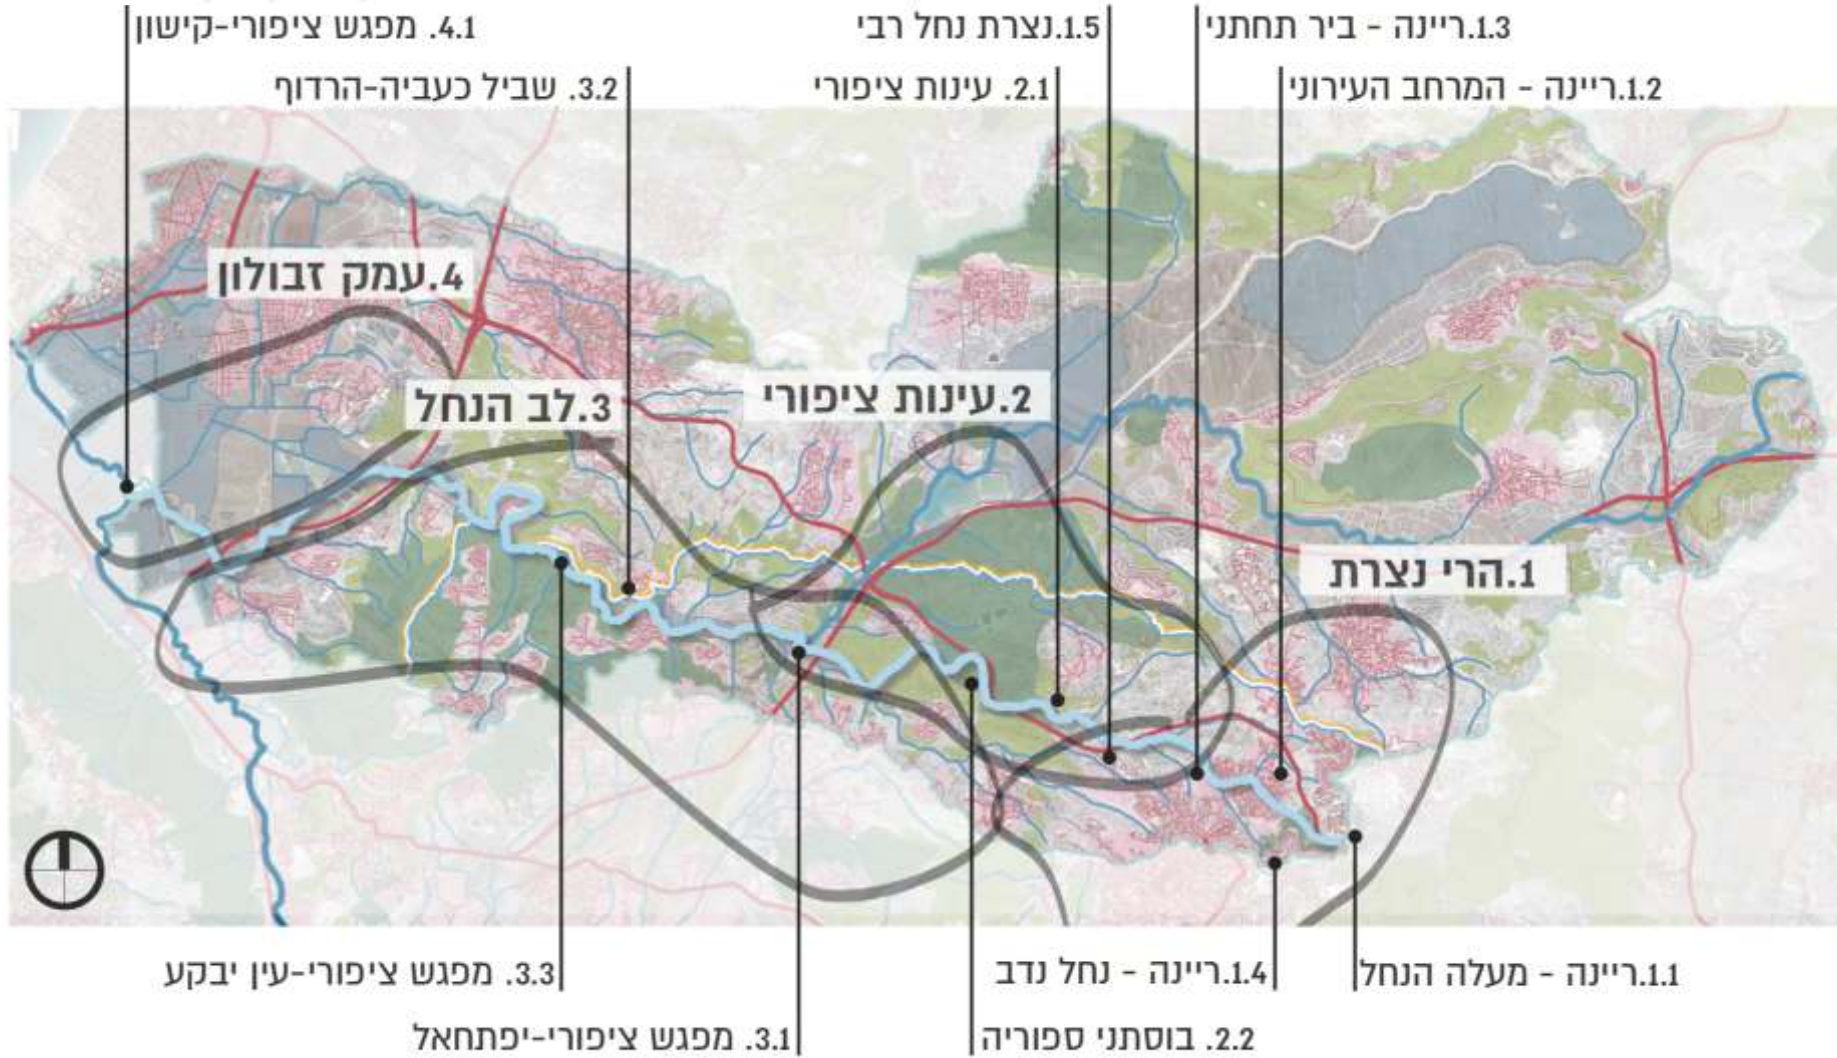 4.1. מפגש ציפורי-קישון
1.5.נצרת נחל רבי
1.3.ריינה - ביר תחתני
3.2. שביל כעביה-הרדוף
2.1. עינות ציפורי
1.2.ריינה - המרחב העירוני
4.עמק זבולון
3.לב הנחל
2.עינות ציפורי
1.הרי נצרת
3.3. מפגש ציפורי-עין יבקע
1.4.ריינה - נחל נדב
1.1.ריינה - מעלה הנחל
3.1. מפגש ציפורי-יפתחאל
2.2. בוסתני ספוריה